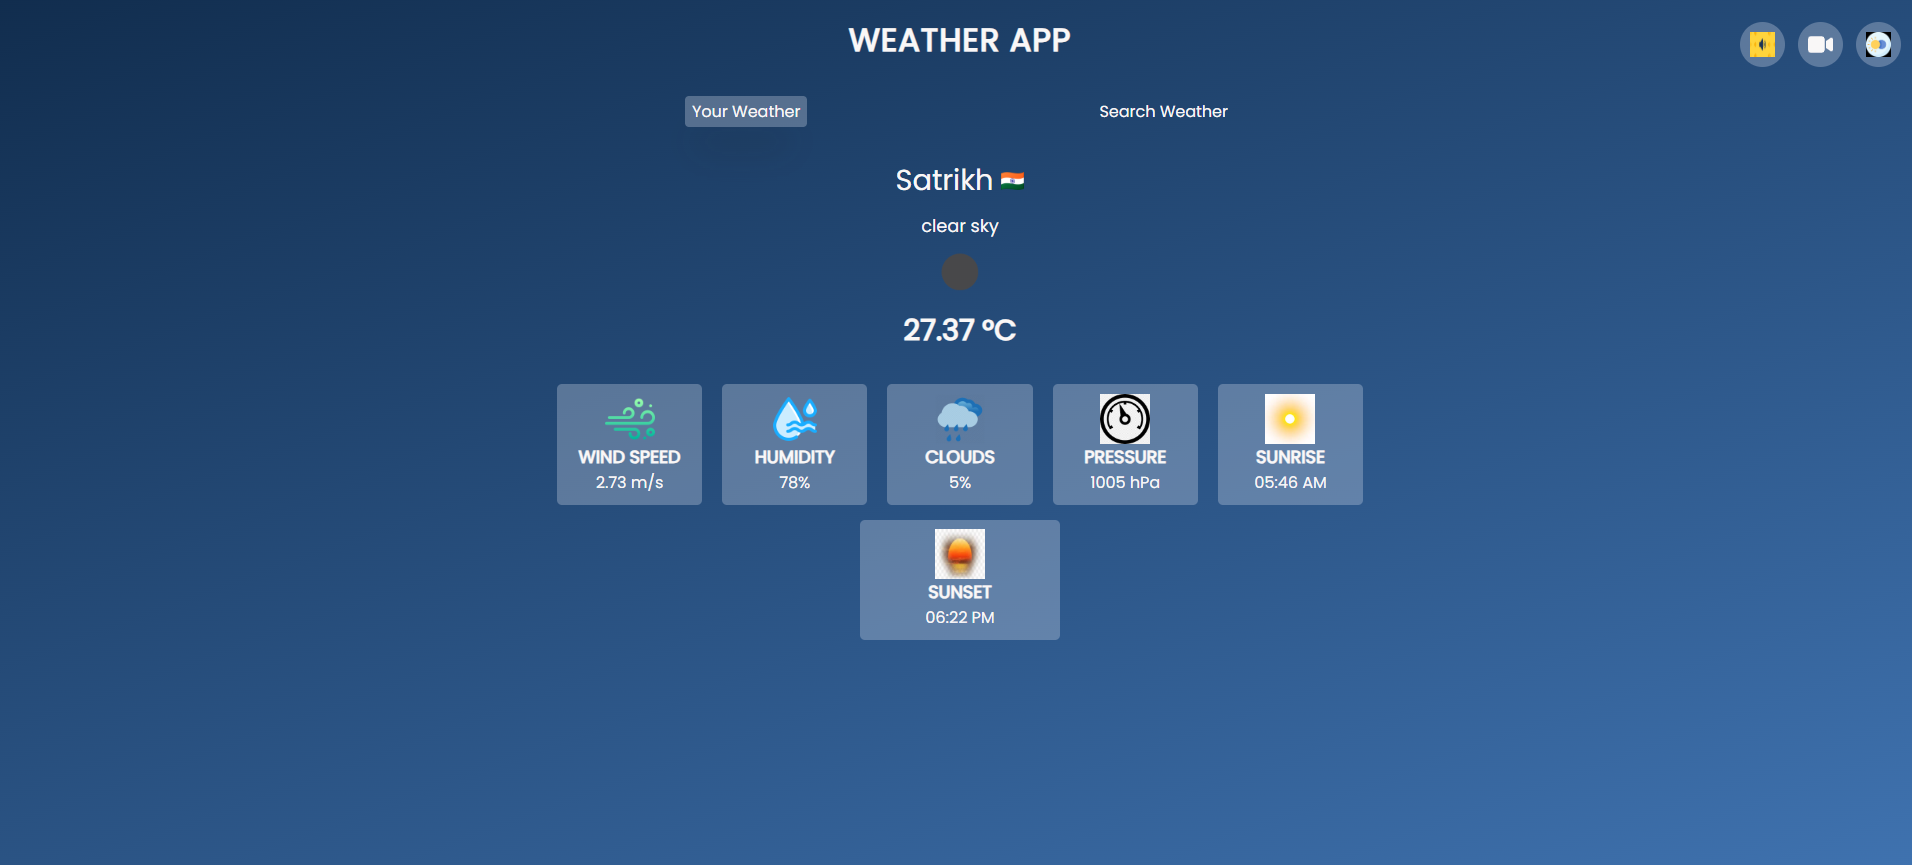 WEATHER APP
Your Weather
Search Weather
Satrikh
clear sky
27.37 °C
WIND SPEED
2.73 m/s
HUMIDITY
78%
CLOUDS
5%
PRESSURE
1005 hPa
SUNRISE
05:46 AM
SUNSET
06:22 PM